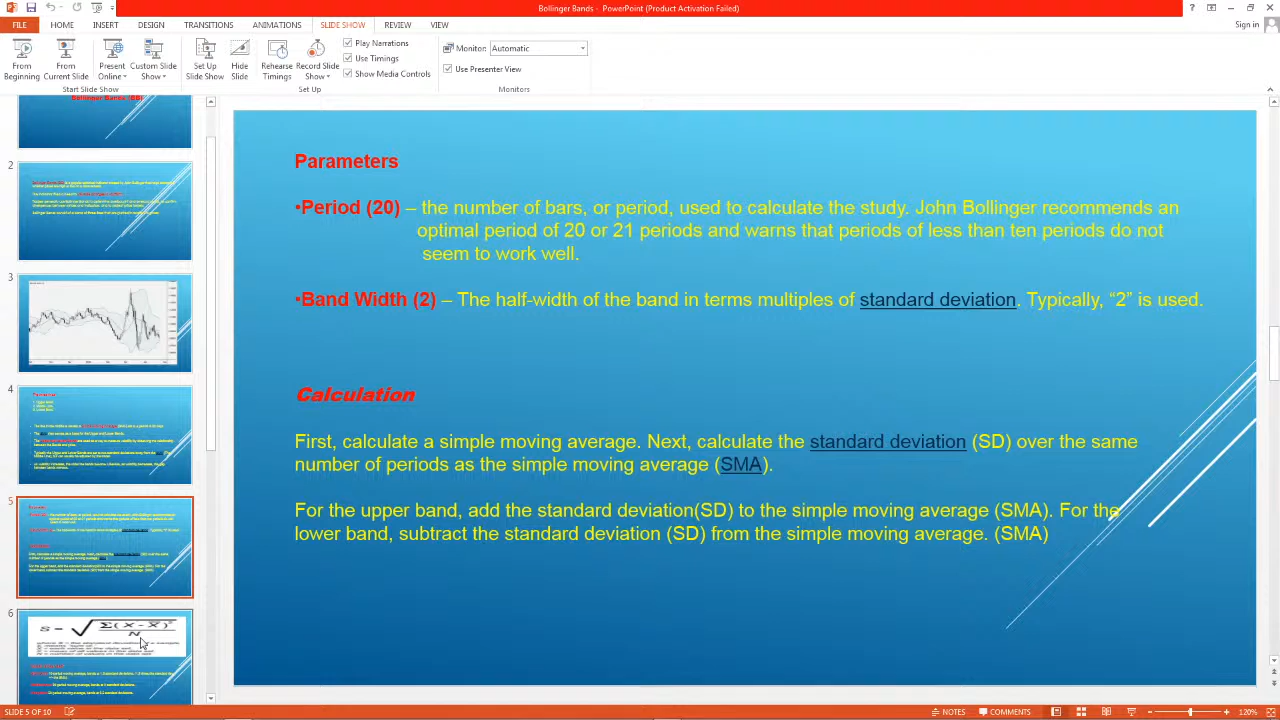 Bollinger Bands - PowerPoint (Product Activation Failed)
FILE HOME INSERT DESIGN TRANSITIONS ANIMATIONS SLIDE SHOW REVIEW VIEW Sign in
From Beginning
From Current Slide
Present Online
Custom Slide Show
Start Slide Show
Set Up Slide Show
Hide Slide
Rehearse Timings
Record Slide Show
Play Narrations
Use Timings
Show Media Controls
Set Up
Monitor: Automatic
Use Presenter View
Monitors
2
3
4
5
6
Parameters
•Period (20) – the number of bars, or period, used to calculate the study. John Bollinger recommends an
optimal period of 20 or 21 periods and warns that periods of less than ten periods do not
seem to work well.
•Band Width (2) – The half-width of the band in terms multiples of standard deviation. Typically, “2” is used.
Calculation
First, calculate a simple moving average. Next, calculate the standard deviation (SD) over the same
number of periods as the simple moving average (SMA).
For the upper band, add the standard deviation(SD) to the simple moving average (SMA). For the
lower band, subtract the standard deviation (SD) from the simple moving average. (SMA)
SLIDE 5 OF 10 NOTES COMMENTS 120%